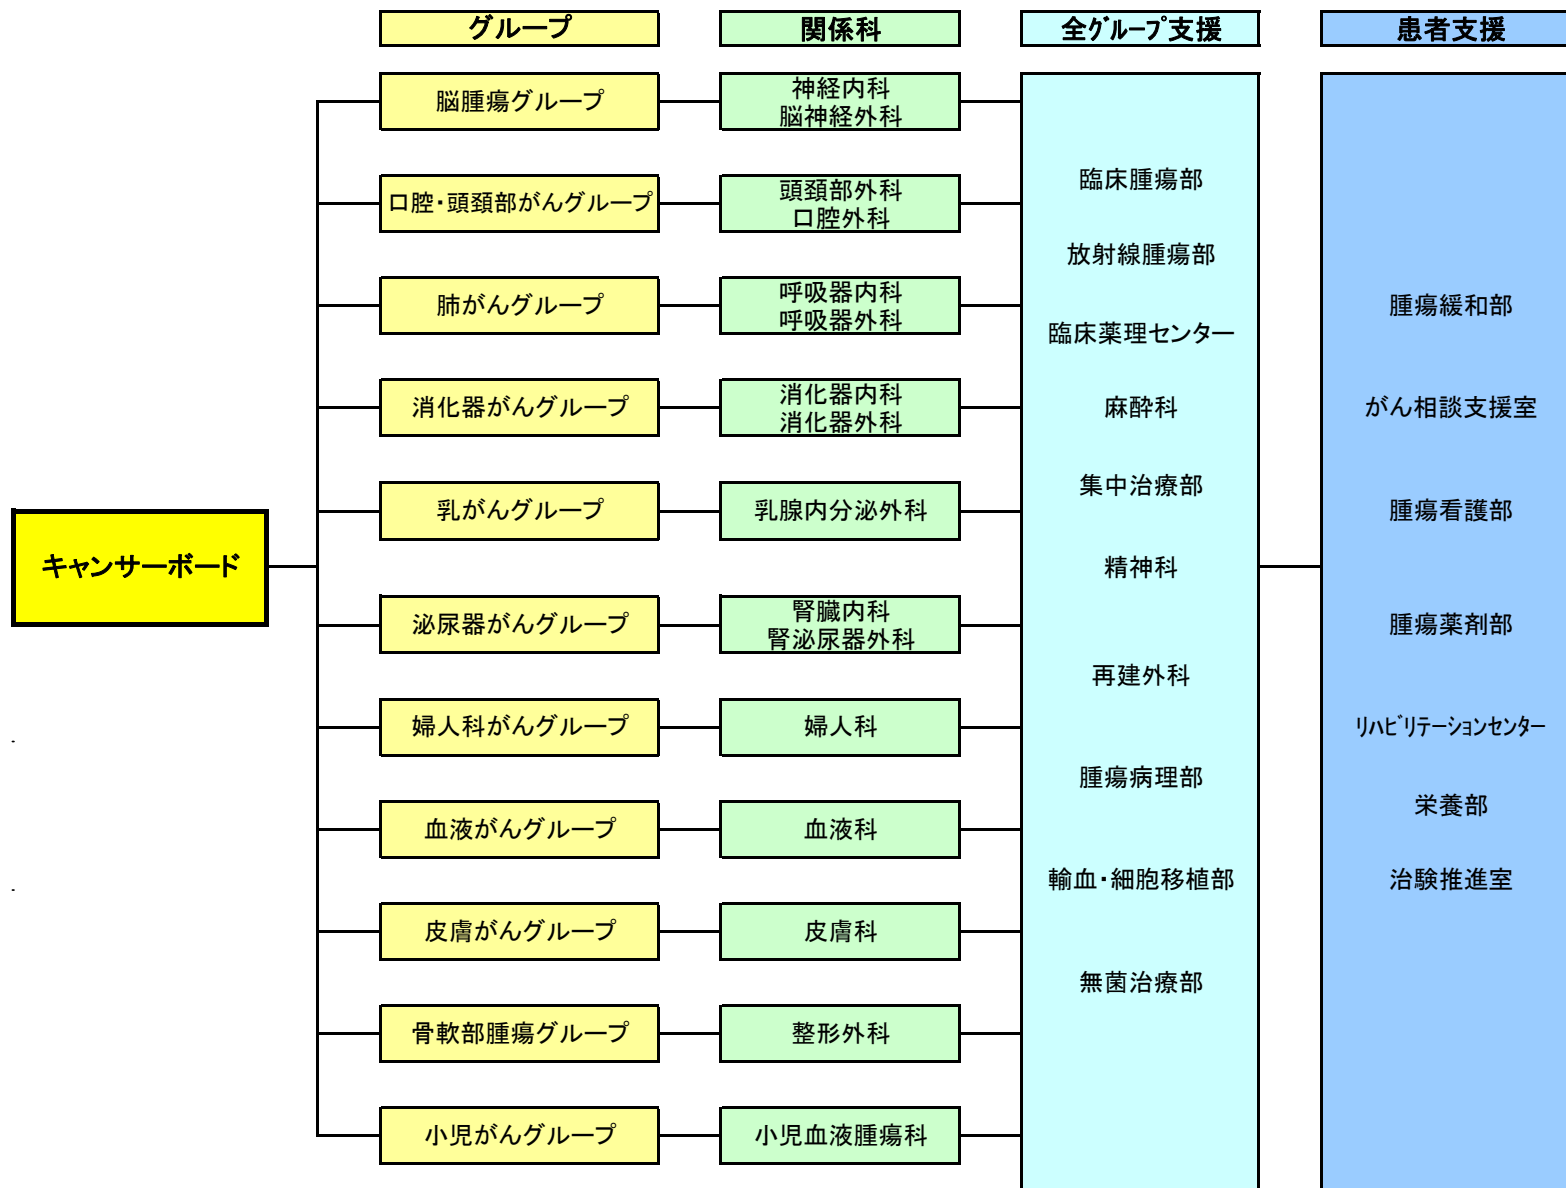 グループ
関係科
全グループ支援
患者支援
脳腫瘍グループ
神経内科
脳神経外科
口腔・頭頚部がんグループ
頭頚部外科
口腔外科
肺がんグループ
呼吸器内科
呼吸器外科
消化器がんグループ
消化器内科
消化器外科
乳がんグループ
乳腺内分泌外科
キャンサーボード
泌尿器がんグループ
腎臓内科
腎泌尿器外科
婦人科がんグループ
婦人科
血液がんグループ
血液科
皮膚がんグループ
皮膚科
骨軟部腫瘍グループ
整形外科
小児がんグループ
小児血液腫瘍科
臨床腫瘍部
放射線腫瘍部
臨床薬理センター
麻酔科
集中治療部
精神科
再建外科
腫瘍病理部
輸血・細胞移植部
無菌治療部
腫瘍緩和部
がん相談支援室
腫瘍看護部
腫瘍薬剤部
リハビリテーションセンター
栄養部
治験推進室